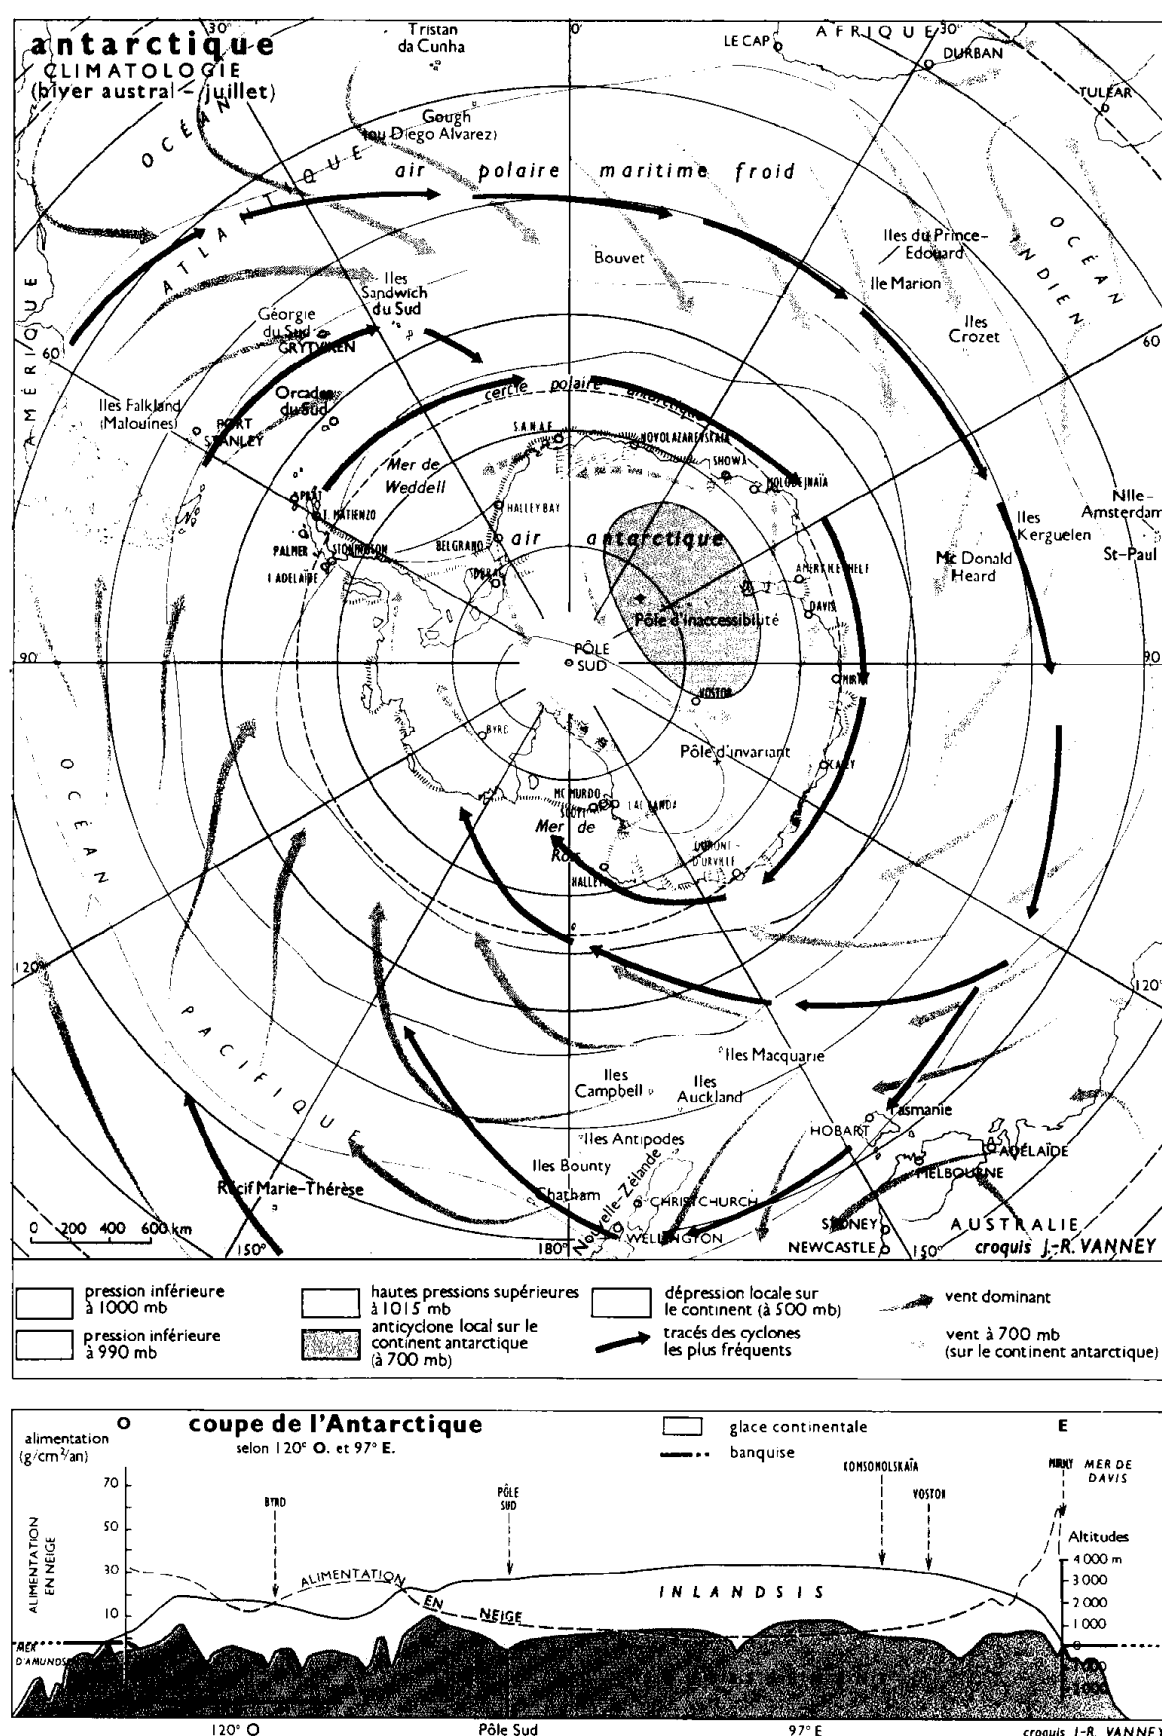 antarctique
CLIMATOLOGIE
(hiver austral – juillet)
30°
0°
30°
Tristan
da Cunha
LE CAP
AFRIQUE
DURBAN
TULÉAR
OCÉAN
ATLANTIQUE
Gough
(ou Diego Alvarez)
air polaire maritime froid
OCÉAN
INDIEN
Iles du Prince-
Edouard
Ile Marion
Bouvet
Iles
Crozet
Iles
Sandwich
du Sud
Géorgie
du Sud
GRYTVIKEN
AMÉRIQUE
60
60
Orcades
du Sud
Iles Falkland
(Malouines)
PORT
STANLEY
cercle polaire antarctique
S.A.N.A.E
NOVOLAZAREVSKAÏA
SHOWA
MOLODEJNAÏA
Mer de
Weddell
HALLEY BAY
PRAT
T. MATIENZO
PALMER
I ADELAÏDE
BELGRANO
air antarctique
Nlle-
Amsterdam
Iles
Kerguelen
St-Paul
Mc Donald
Heard
DAVIS
Pôle d'inaccessibilité
PÔLE
SUD
90
90
VOSTOK
BYRD
Pôle d'invariant
MC MURDO
SCOTT
Mer de
Ross
HALLETT
DUMONT-
D'URVILLE
OCÉAN
PACIFIQUE
120°
120°
Iles Macquarie
Iles
Campbell
Iles
Auckland
Iles Antipodes
Iles Bounty
Chatham
Nouvelle-Zélande
CHRISTCHURCH
WELLINGTON
Tasmanie
HOBART
ADÉLAÏDE
MELBOURNE
SYDNEY
NEWCASTLE
AUSTRALIE
Récif Marie-Thérèse
0 200 400 600 km
150°
180°
150°
croquis J.-R. VANNEY
pression inférieure
à 1000 mb
pression inférieure
à 990 mb
hautes pressions supérieures
à 1015 mb
anticyclone local sur le
continent antarctique
(à 700 mb)
dépression locale sur
le continent (à 500 mb)
tracés des cyclones
les plus fréquents
vent dominant
vent à 700 mb
(sur le continent antarctique)
O
coupe de l'Antarctique
selon 120° O. et 97° E.
glace continentale
banquise
E
alimentation
(g/cm²/an)
ALIMENTATION
EN NEIGE
70
50
30
10
BYRD
PÔLE
SUD
KOMSOMOLSKAÏA
VOSTOK
MIRNY
MER DE
DAVIS
Altitudes
4 000 m
3 000
2 000
1 000
0
ALIMENTATION EN NEIGE
INLANDSIS
MER
D'AMUNDSEN
120° O
Pôle Sud
97° E
croquis J.-R. VANNEY